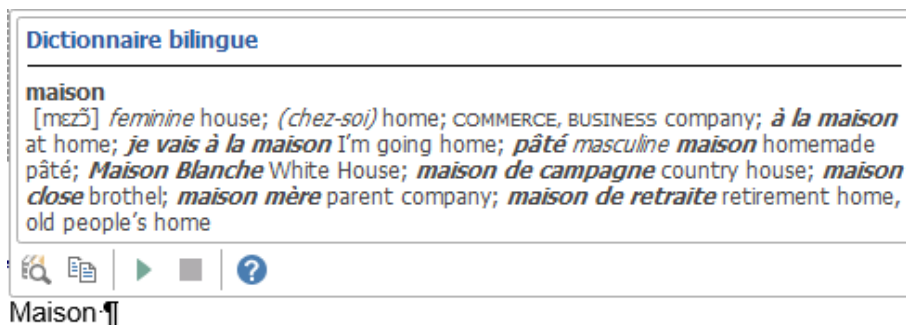 Dictionnaire bilingue
maison
[mɛzɔ̃] feminine house; (chez-soi) home; COMMERCE, BUSINESS company; à la maison
at home; je vais à la maison I'm going home; pâté masculine maison homemade
pâté; Maison Blanche White House; maison de campagne country house; maison
close brothel; maison mère parent company; maison de retraite retirement home,
old people's home
Maison·¶